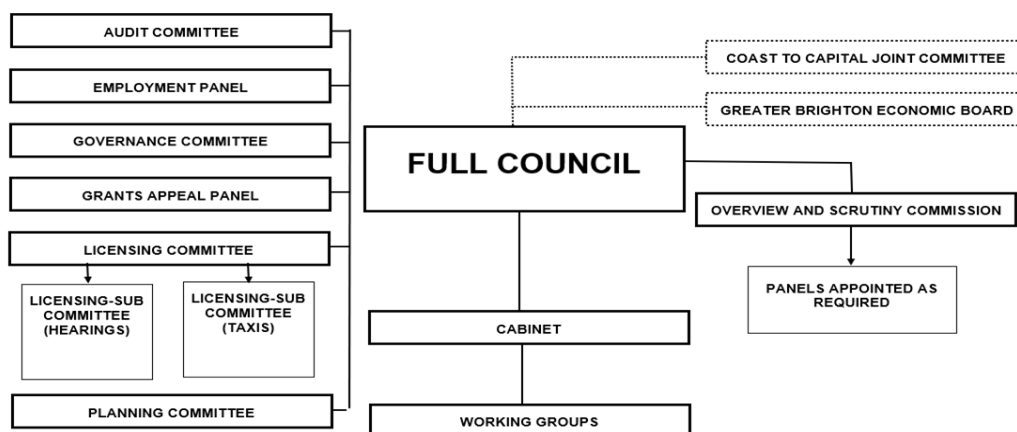 AUDIT COMMITTEE
EMPLOYMENT PANEL
GOVERNANCE COMMITTEE
GRANTS APPEAL PANEL
LICENSING COMMITTEE
LICENSING-SUB
COMMITTEE
(HEARINGS)
LICENSING-SUB
COMMITTEE
(TAXIS)
PLANNING COMMITTEE
FULL COUNCIL
CABINET
WORKING GROUPS
COAST TO CAPITAL JOINT COMMITTEE
GREATER BRIGHTON ECONOMIC BOARD
OVERVIEW AND SCRUTINY COMMISSION
PANELS APPOINTED AS
REQUIRED